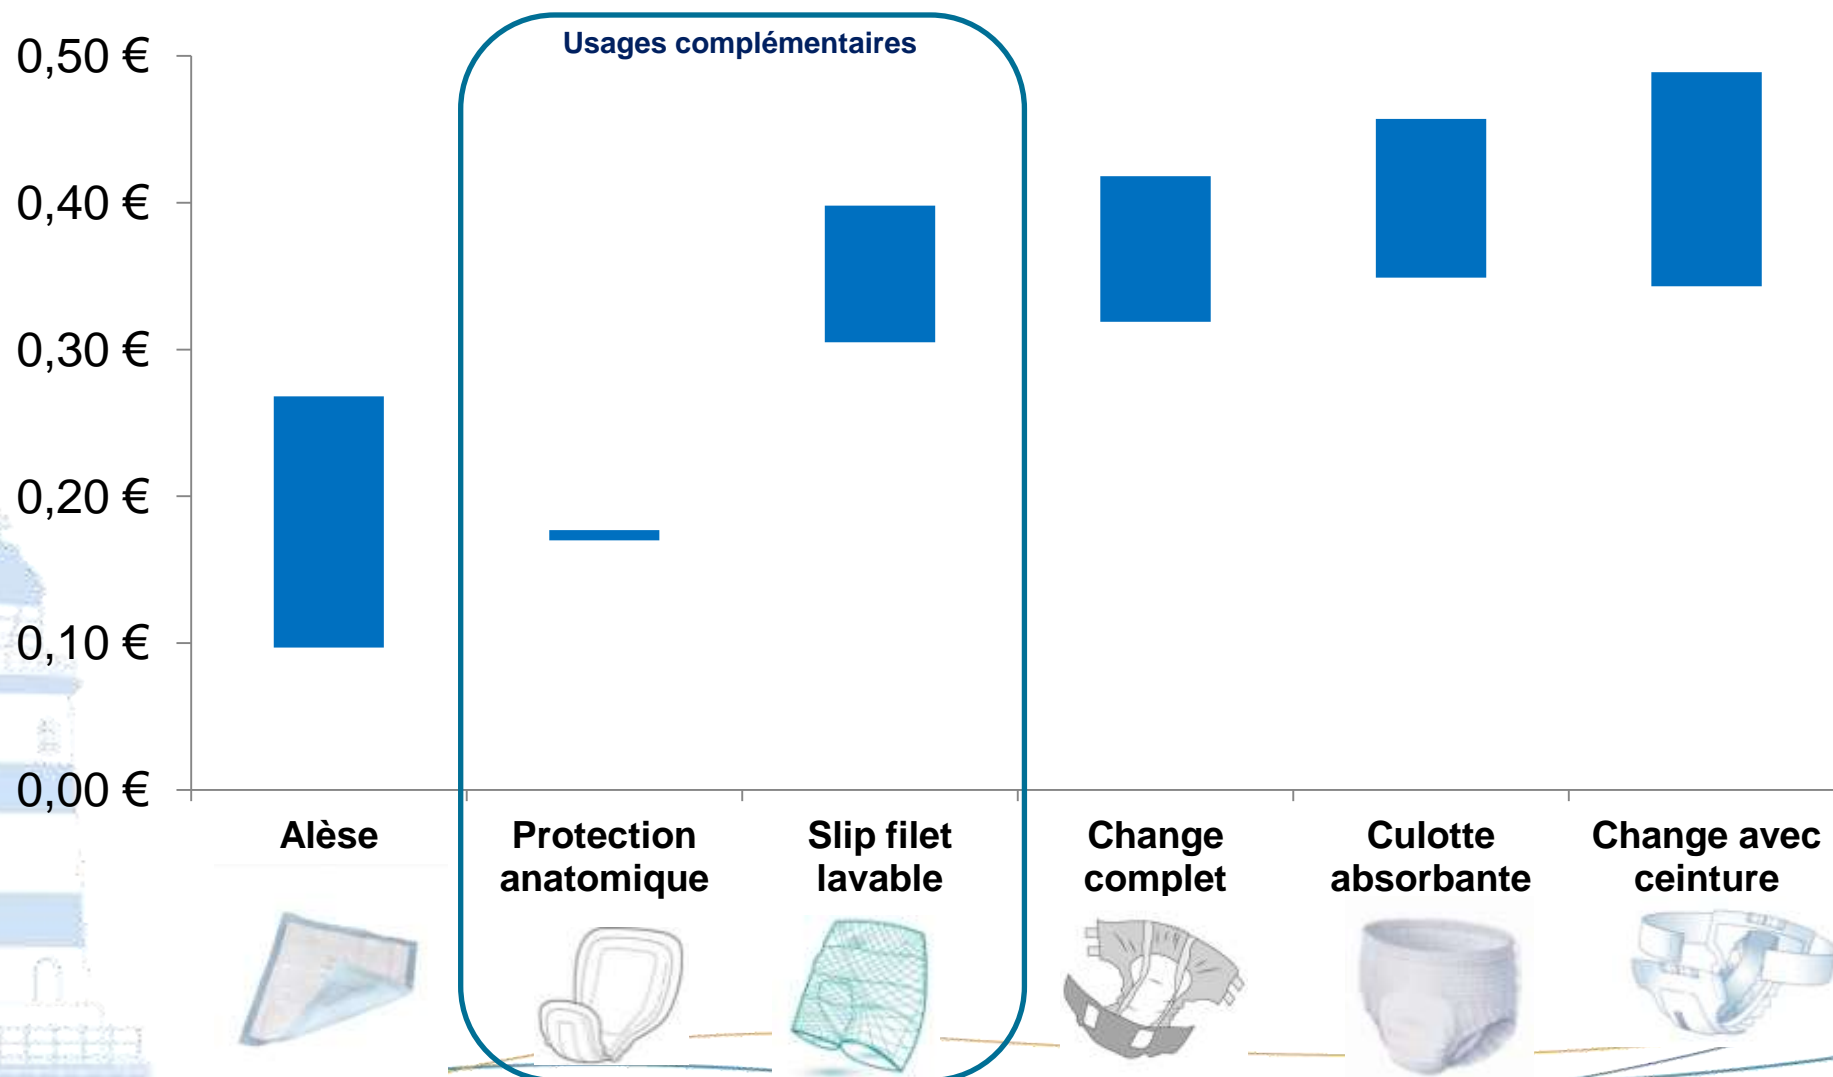 Usages complémentaires
0,50 €
0,40 €
0,30 €
0,20 €
0,10 €
0,00 €
Alèse
Protection
anatomique
Slip filet
lavable
Change
complet
Culotte
absorbante
Change avec
ceinture